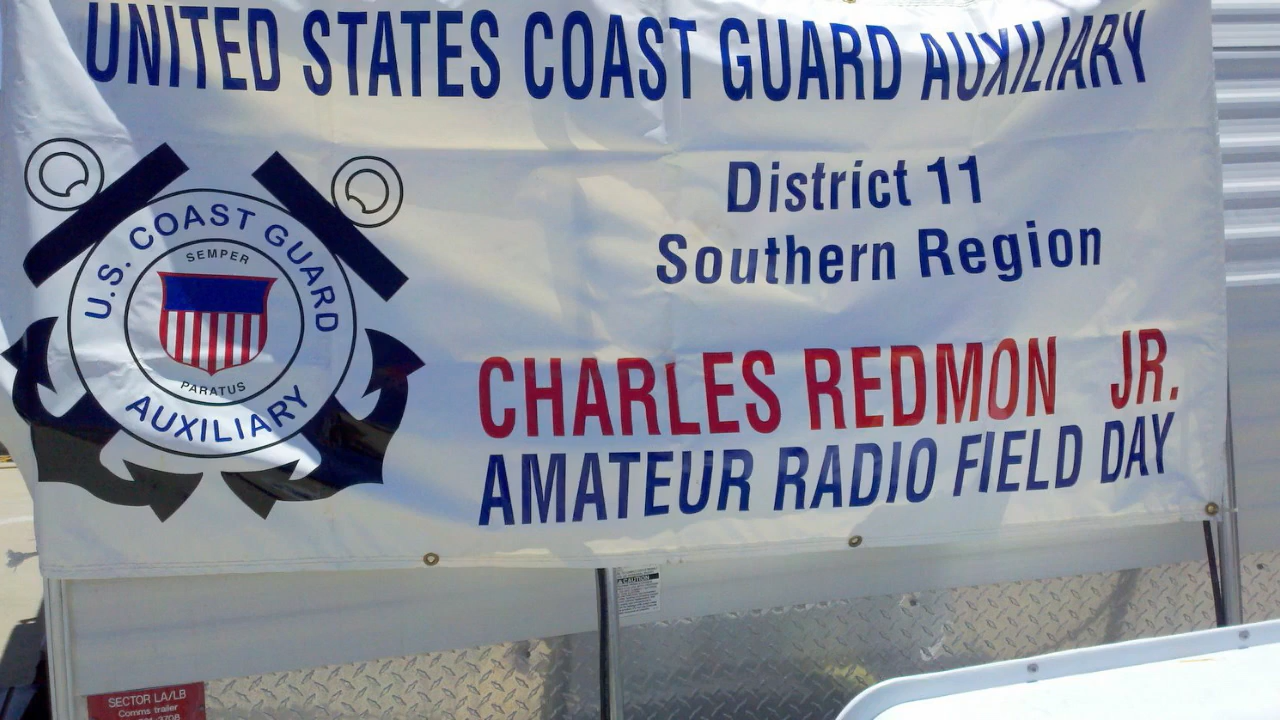 UNITED STATES COAST GUARD AUXILIARY
District 11
Southern Region
U.S. COAST GUARD
SEMPER
PARATUS
AUXILIARY
CHARLES REDMON JR.
AMATEUR RADIO FIELD DAY
CAUTION
SECTOR LA/LB
Comms trailer